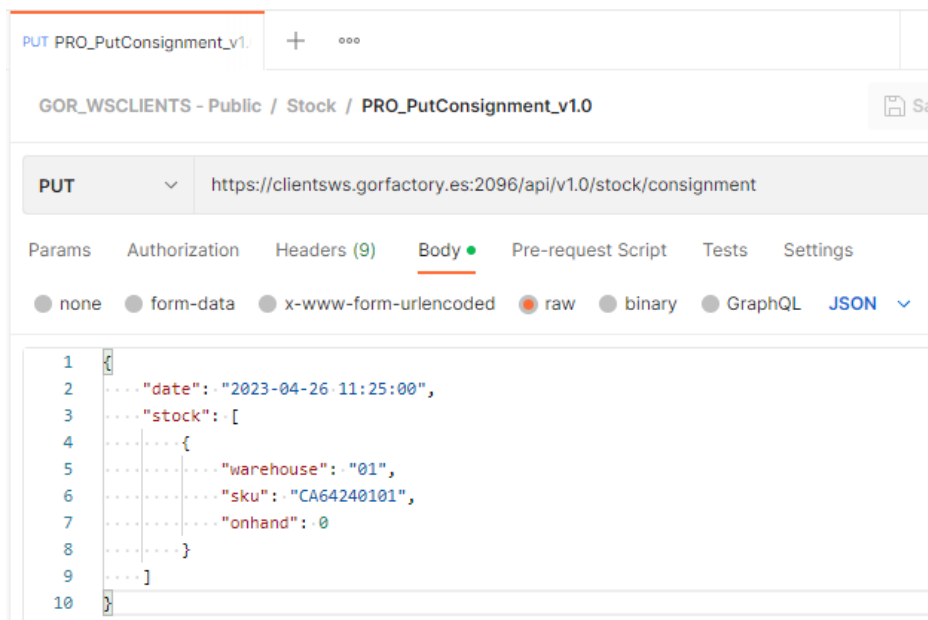 PUT PRO_PutConsignment_v1. + ooo
GOR_WSCLIENTS - Public / Stock / PRO_PutConsignment_v1.0 Sa
PUT https://clientsws.gorfactory.es:2096/api/v1.0/stock/consignment
Params Authorization Headers (9) Body Pre-request Script Tests Settings
none form-data x-www-form-urlencoded raw binary GraphQL JSON
1 {
2 "date": "2023-04-26 11:25:00",
3 "stock": [
4 {
5 "warehouse": "01",
6 "sku": "CA64240101",
7 "onhand": 0
8 }
9 ]
10 }